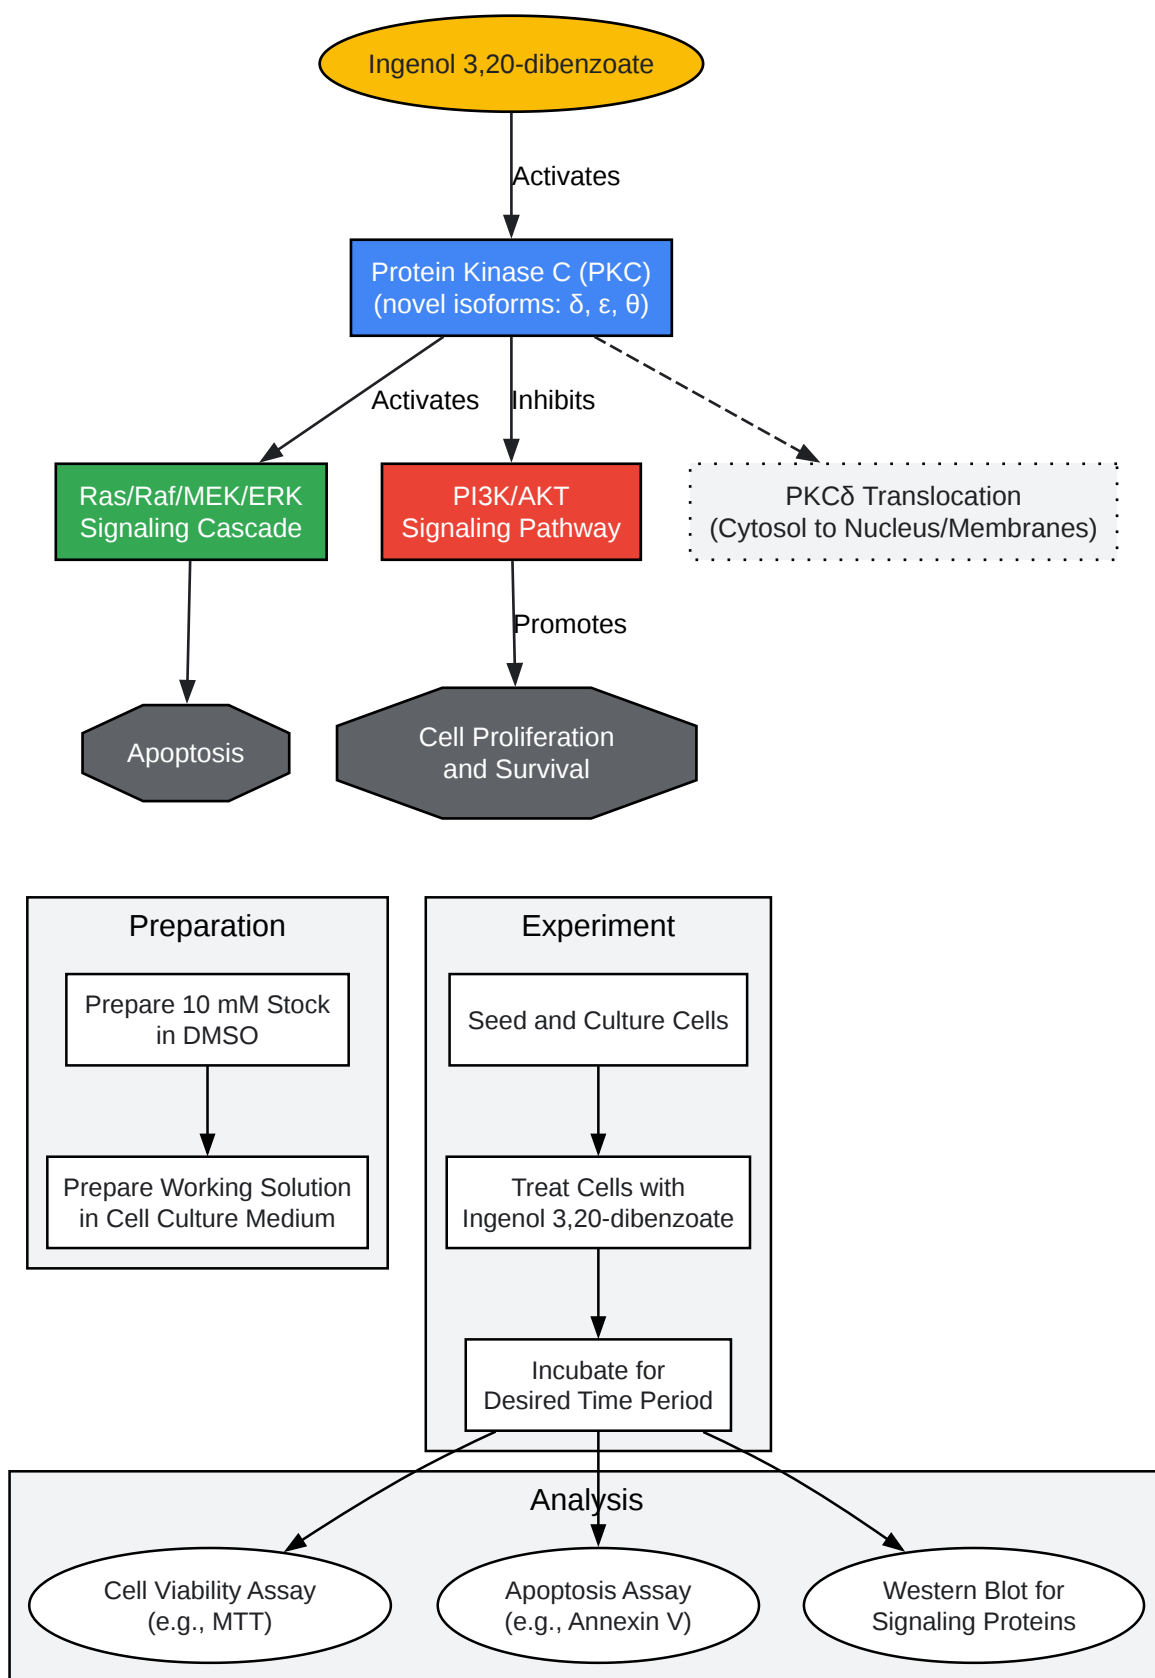 Ingenol 3,20-dibenzoate
Activates
Protein Kinase C (PKC)
(novel isoforms: δ, ε, θ)
Activates
Inhibits
Ras/Raf/MEK/ERK
Signaling Cascade
PI3K/AKT
Signaling Pathway
PKCδ Translocation
(Cytosol to Nucleus/Membranes)
Promotes
Apoptosis
Cell Proliferation
and Survival
Preparation
Prepare 10 mM Stock
in DMSO
Prepare Working Solution
in Cell Culture Medium
Experiment
Seed and Culture Cells
Treat Cells with
Ingenol 3,20-dibenzoate
Incubate for
Desired Time Period
Analysis
Cell Viability Assay
(e.g., MTT)
Apoptosis Assay
(e.g., Annexin V)
Western Blot for
Signaling Proteins